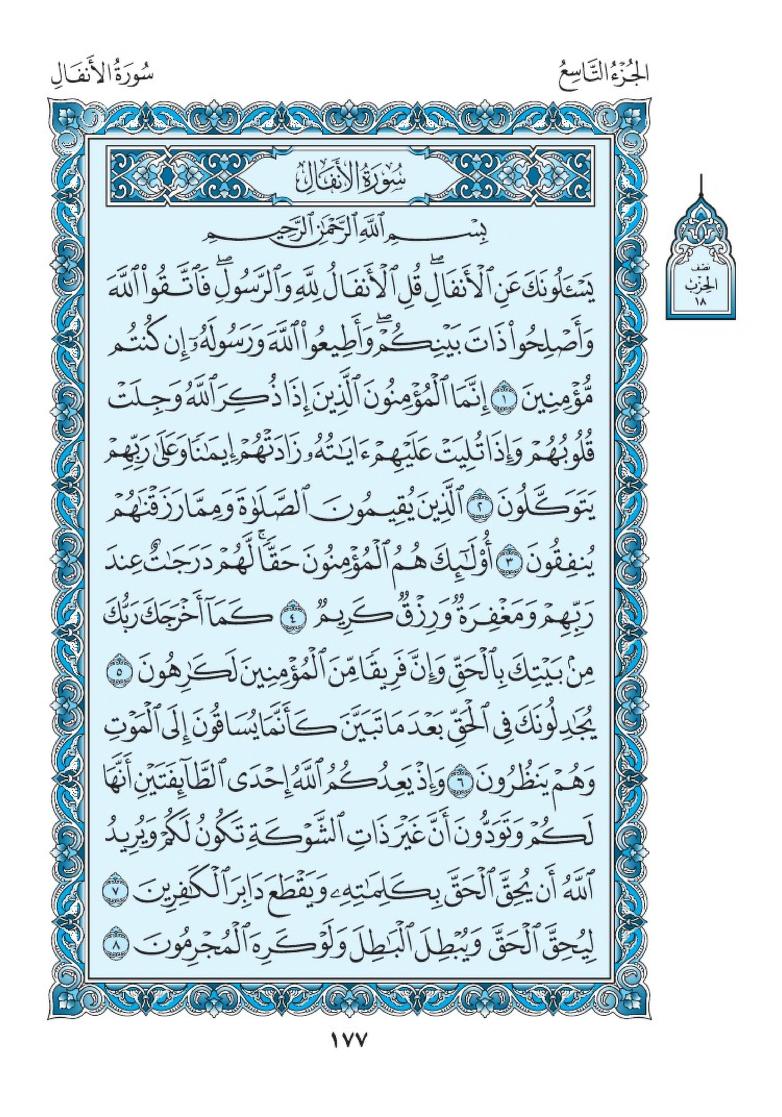 الجُزْءُ التَّاسِعُ
سُورَةُ الأَنفَالِ
سُورَةُ الأَنفَالِ
بِسْمِ ٱللَّهِ ٱلرَّحْمَٰنِ ٱلرَّحِيمِ
يَسْـَٔلُونَكَ عَنِ ٱلْأَنفَالِۖ قُلِ ٱلْأَنفَالُ لِلَّهِ وَٱلرَّسُولِۖ فَٱتَّقُوا۟ ٱللَّهَ
وَأَصْلِحُوا۟ ذَاتَ بَيْنِكُمْۖ وَأَطِيعُوا۟ ٱللَّهَ وَرَسُولَهُۥٓ إِن كُنتُم
مُّؤْمِنِينَ ١ إِنَّمَا ٱلْمُؤْمِنُونَ ٱلَّذِينَ إِذَا ذُكِرَ ٱللَّهُ وَجِلَتْ
قُلُوبُهُمْ وَإِذَا تُلِيَتْ عَلَيْهِمْ ءَايَٰتُهُۥ زَادَتْهُمْ إِيمَٰنًا وَعَلَىٰ رَبِّهِمْ
يَتَوَكَّلُونَ ٢ ٱلَّذِينَ يُقِيمُونَ ٱلصَّلَوٰةَ وَمِمَّا رَزَقْنَٰهُمْ
يُنفِقُونَ ٣ أُو۟لَٰٓئِكَ هُمُ ٱلْمُؤْمِنُونَ حَقًّاۚ لَّهُمْ دَرَجَٰتٌ عِندَ
رَبِّهِمْ وَمَغْفِرَةٌ وَرِزْقٌ كَرِيمٌ ٤ كَمَآ أَخْرَجَكَ رَبُّكَ
مِنۢ بَيْتِكَ بِٱلْحَقِّ وَإِنَّ فَرِيقًا مِّنَ ٱلْمُؤْمِنِينَ لَكَٰرِهُونَ ٥
يُجَٰدِلُونَكَ فِى ٱلْحَقِّ بَعْدَ مَا تَبَيَّنَ كَأَنَّمَا يُسَاقُونَ إِلَى ٱلْمَوْتِ
وَهُمْ يَنظُرُونَ ٦ وَإِذْ يَعِدُكُمُ ٱللَّهُ إِحْدَى ٱلطَّآئِفَتَيْنِ أَنَّهَا
لَكُمْ وَتَوَدُّونَ أَنَّ غَيْرَ ذَاتِ ٱلشَّوْكَةِ تَكُونُ لَكُمْ وَيُرِيدُ
ٱللَّهُ أَن يُحِقَّ ٱلْحَقَّ بِكَلِمَٰتِهِۦ وَيَقْطَعَ دَابِرَ ٱلْكَٰفِرِينَ ٧
لِيُحِقَّ ٱلْحَقَّ وَيُبْطِلَ ٱلْبَٰطِلَ وَلَوْ كَرِهَ ٱلْمُجْرِمُونَ ٨
نصف
الحزب
١٨
١٧٧